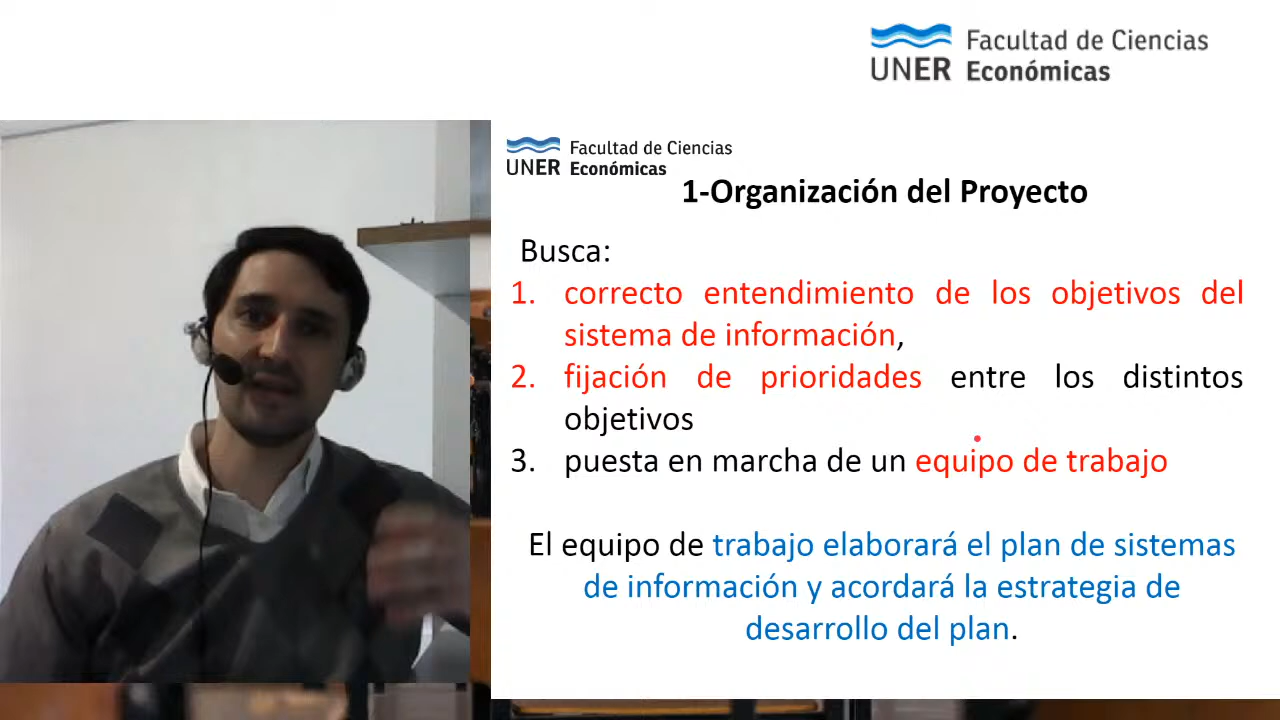 UNER Facultad de Ciencias
Económicas
UNER Facultad de Ciencias
Económicas
1-Organización del Proyecto
Busca:
1. correcto entendimiento de los objetivos del
sistema de información,
2. fijación de prioridades entre los distintos
objetivos
3. puesta en marcha de un equipo de trabajo
El equipo de trabajo elaborará el plan de sistemas
de información y acordará la estrategia de
desarrollo del plan.